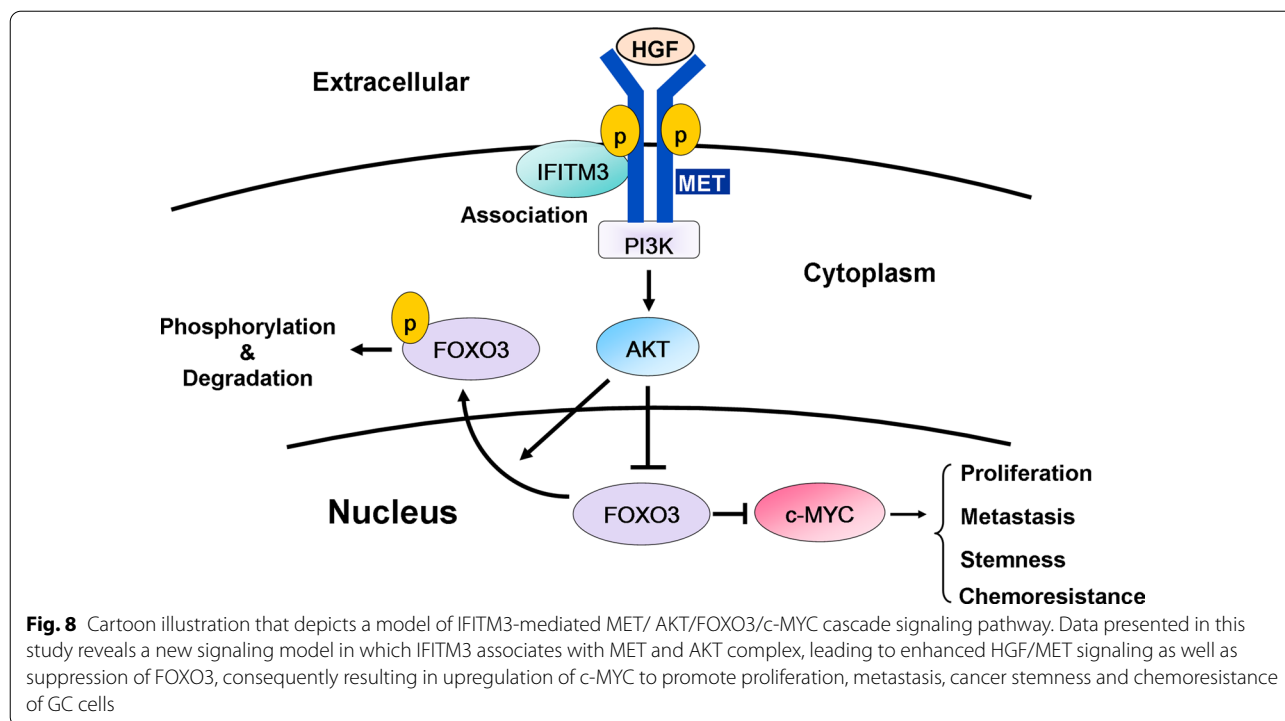 HGF
Extracellular
p
p
IFITM3
MET
Association
PI3K
Cytoplasm
p
Phosphorylation
&
Degradation
FOXO3
AKT
Nucleus
FOXO3
c-MYC
Proliferation
Metastasis
Stemness
Chemoresistance
Fig. 8 Cartoon illustration that depicts a model of IFITM3-mediated MET/ AKT/FOXO3/c-MYC cascade signaling pathway. Data presented in this
study reveals a new signaling model in which IFITM3 associates with MET and AKT complex, leading to enhanced HGF/MET signaling as well as
suppression of FOXO3, consequently resulting in upregulation of c-MYC to promote proliferation, metastasis, cancer stemness and chemoresistance
of GC cells